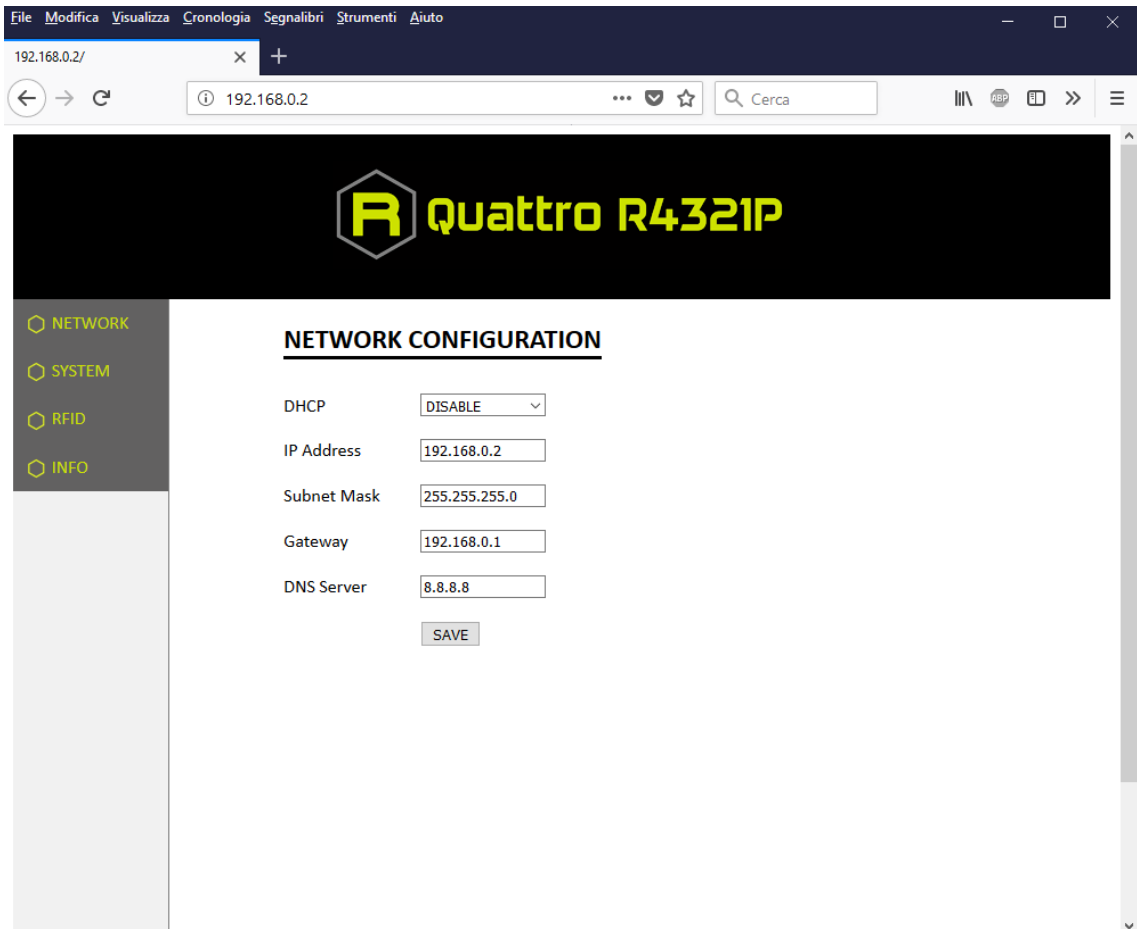 File Modifica Visualizza Cronologia Segnalibri Strumenti Aiuto
192.168.0.2/
192.168.0.2
Cerca
ABP
R Quattro R4321P
NETWORK
SYSTEM
RFID
INFO
NETWORK CONFIGURATION
DHCP DISABLE
IP Address 192.168.0.2
Subnet Mask 255.255.255.0
Gateway 192.168.0.1
DNS Server 8.8.8.8
SAVE